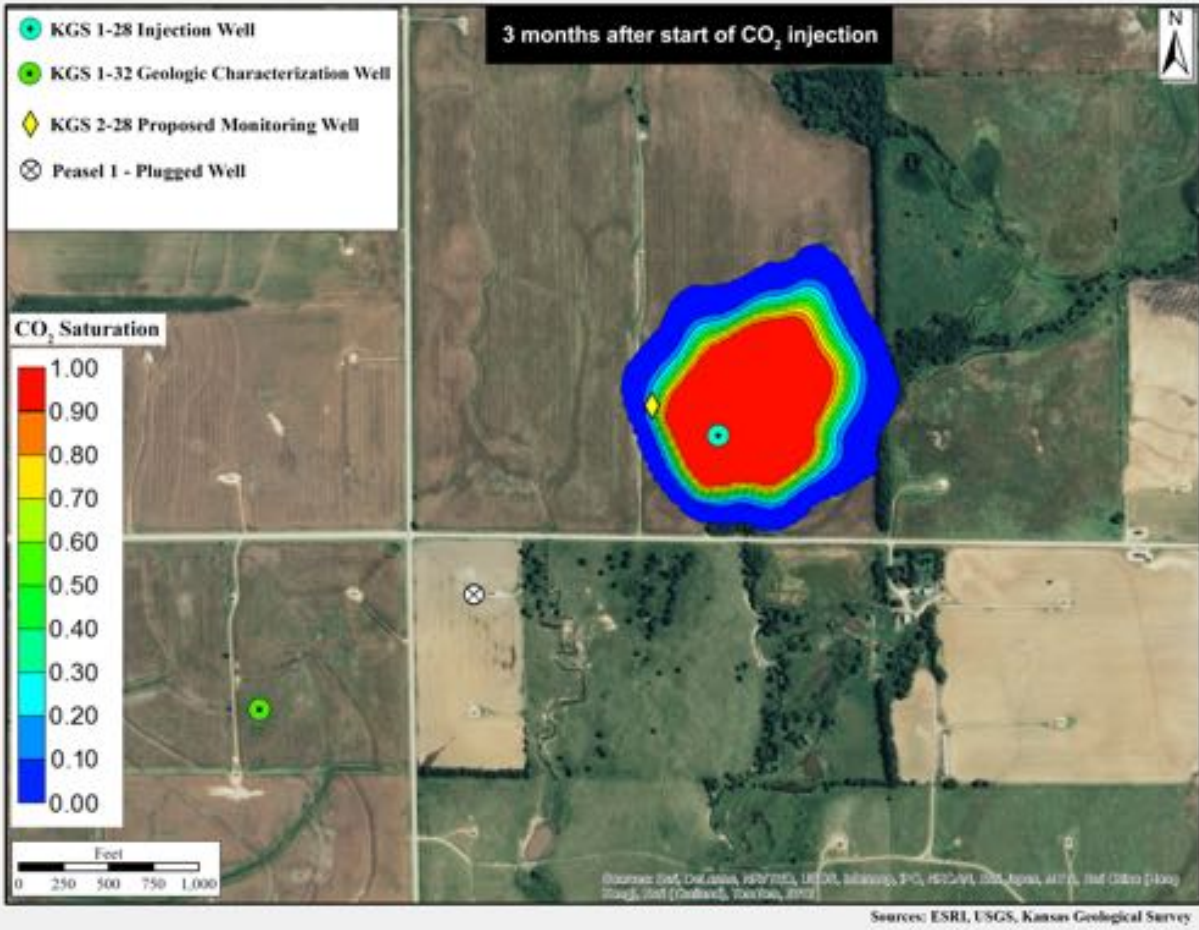 3 months after start of CO₂ injection
N
KGS 1-28 Injection Well
KGS 1-32 Geologic Characterization Well
KGS 2-28 Proposed Monitoring Well
Peasel 1 - Plugged Well
CO₂ Saturation
1.00
0.90
0.80
0.70
0.60
0.50
0.40
0.30
0.20
0.10
0.00
Feet
0 250 500 750 1,000
Sources: Esri, USGS,
Sources: ESRI, USGS, Kansas Geological Survey